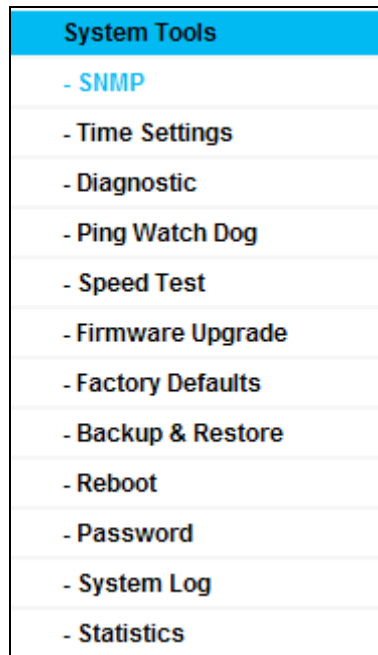 System Tools
- SNMP
- Time Settings
- Diagnostic
- Ping Watch Dog
- Speed Test
- Firmware Upgrade
- Factory Defaults
- Backup & Restore
- Reboot
- Password
- System Log
- Statistics